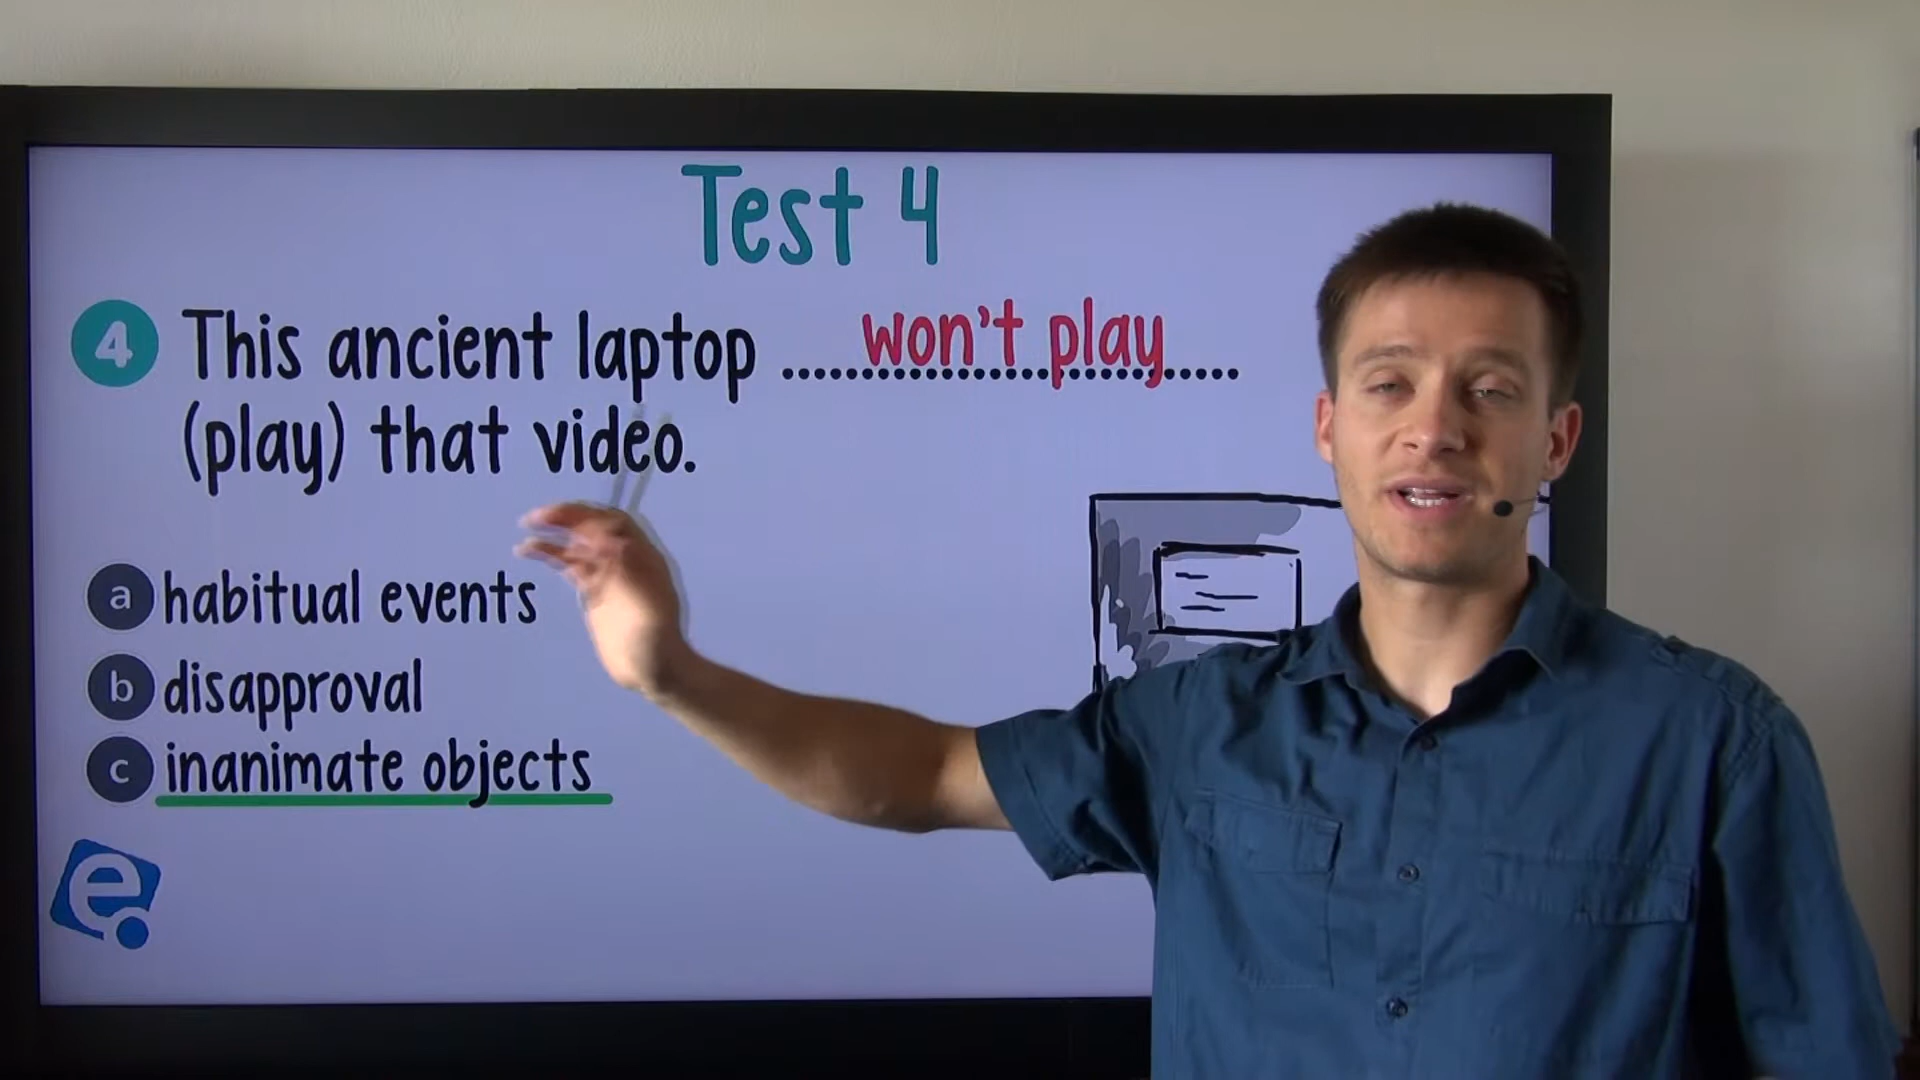 Test 4
4 This ancient laptop ....won't play....
(play) that video.
a habitual events
b disapproval
c inanimate objects
e